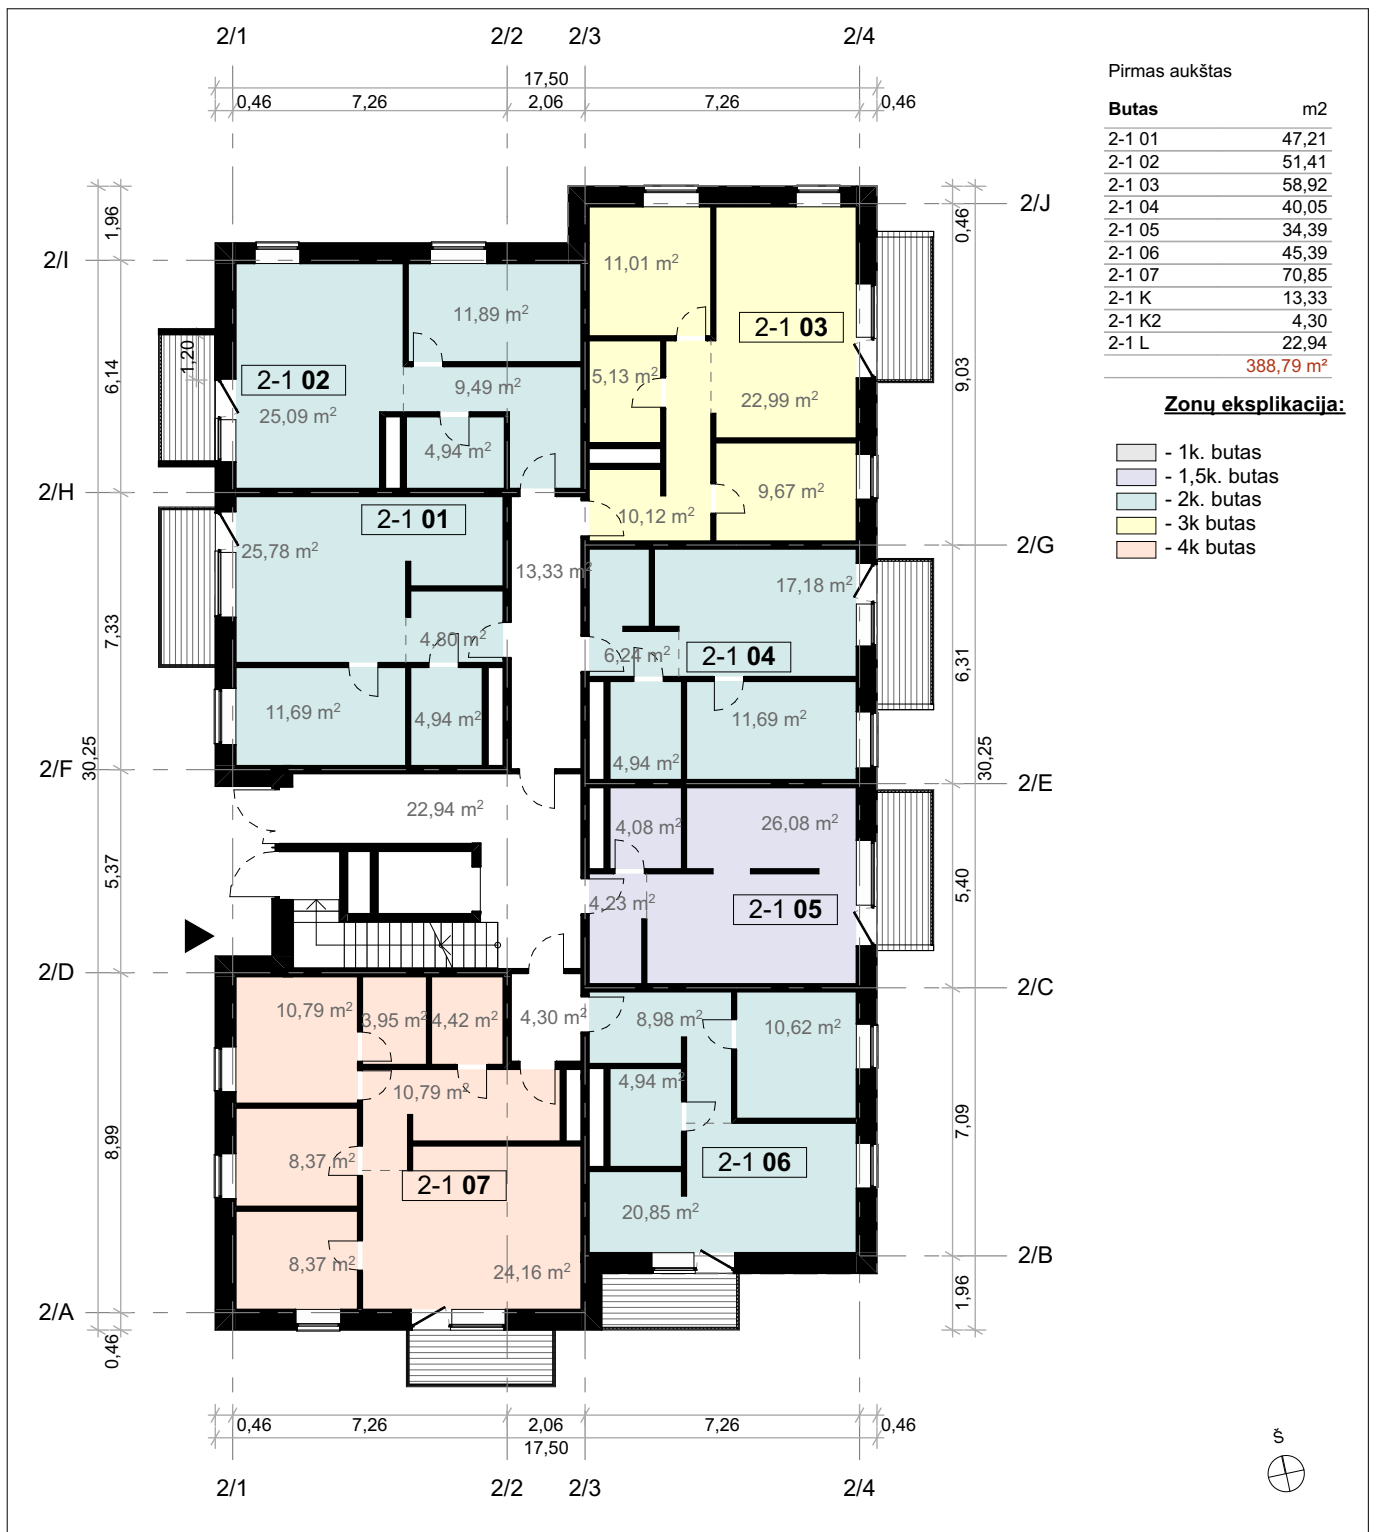 2/1 2/2 2/3 2/4
17,50
0,46 7,26 2,06 7,26 0,46
Pirmas aukštas
Butas m2
2-1 01 47,21
2-1 02 51,41
2-1 03 58,92
2-1 04 40,05
2-1 05 34,39
2-1 06 45,39
2-1 07 70,85
2-1 K 13,33
2-1 K2 4,30
2-1 L 22,94
388,79 m²
Zonų eksplikacija:
- 1k. butas
- 1,5k. butas
- 2k. butas
- 3k butas
- 4k butas
2/J
2/I
2/H
2/G
2/F
2/E
2/D
2/C
2/B
2/A
1,96
6,14
7,33
30,25
5,37
8,99
0,46
0,46
9,03
6,31
30,25
5,40
7,09
1,96
1,20
11,01 m²
2-1 03
5,13 m²
22,99 m²
9,67 m²
10,12 m²
11,89 m²
2-1 02
9,49 m²
25,09 m²
4,94 m²
2-1 01
25,78 m²
13,33 m²
4,80 m²
11,69 m²
4,94 m²
17,18 m²
6,24 m²
2-1 04
11,69 m²
4,94 m²
22,94 m²
4,08 m²
26,08 m²
4,23 m²
2-1 05
10,79 m²
3,95 m²
4,42 m²
4,30 m²
8,98 m²
10,62 m²
10,79 m²
4,94 m²
8,37 m²
2-1 07
2-1 06
20,85 m²
8,37 m²
24,16 m²
0,46 7,26 2,06 7,26 0,46
17,50
2/1 2/2 2/3 2/4
Š